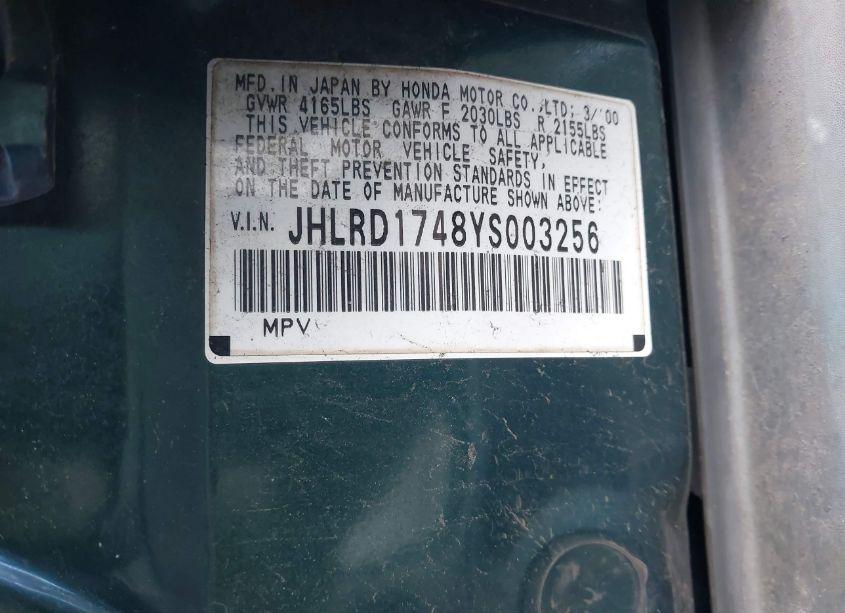 MFD. IN JAPAN BY HONDA MOTOR CO.,LTD; 3/'00
GVWR 4165LBS GAWR F 2030LBS R 2155LBS
THIS VEHICLE CONFORMS TO ALL APPLICABLE
FEDERAL MOTOR VEHICLE SAFETY,
AND THEFT PREVENTION STANDARDS IN EFFECT
ON THE DATE OF MANUFACTURE SHOWN ABOVE:
V.I.N. JHLRD1748YS003256
MPV